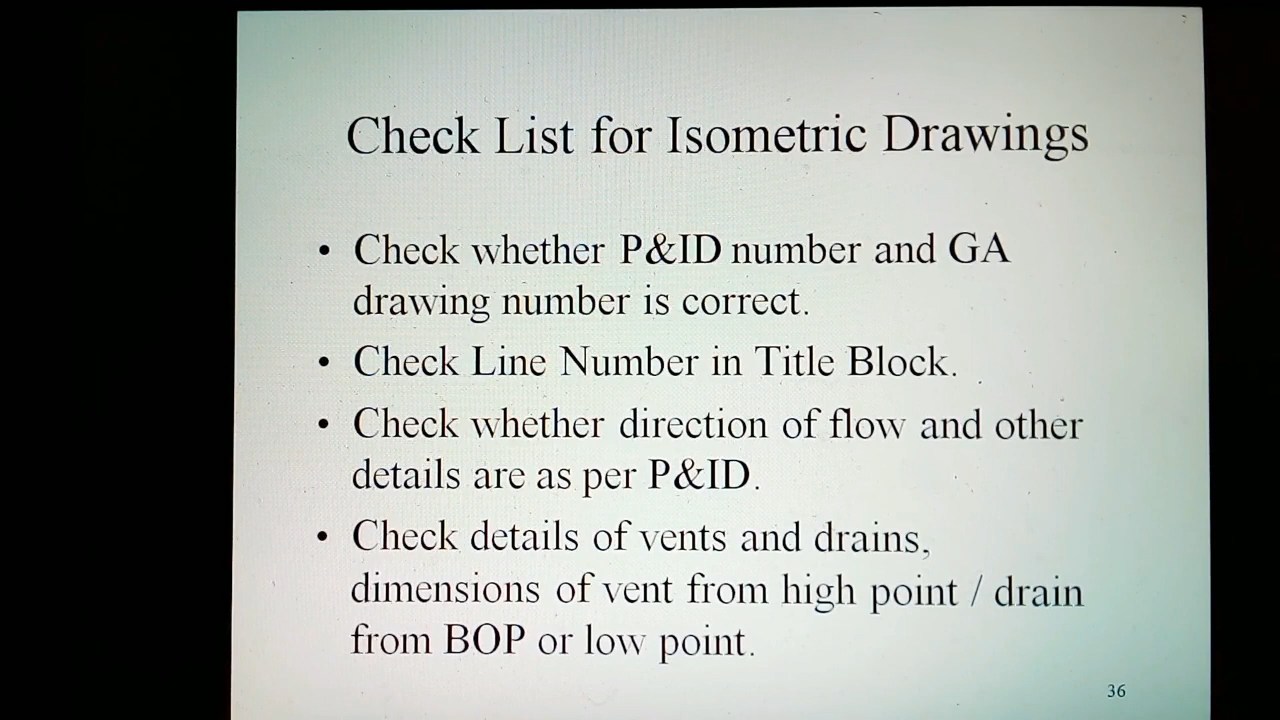 Check List for Isometric Drawings
• Check whether P&ID number and GA
drawing number is correct.
• Check Line Number in Title Block.
• Check whether direction of flow and other
details are as per P&ID.
• Check details of vents and drains,
dimensions of vent from high point / drain
from BOP or low point.
36